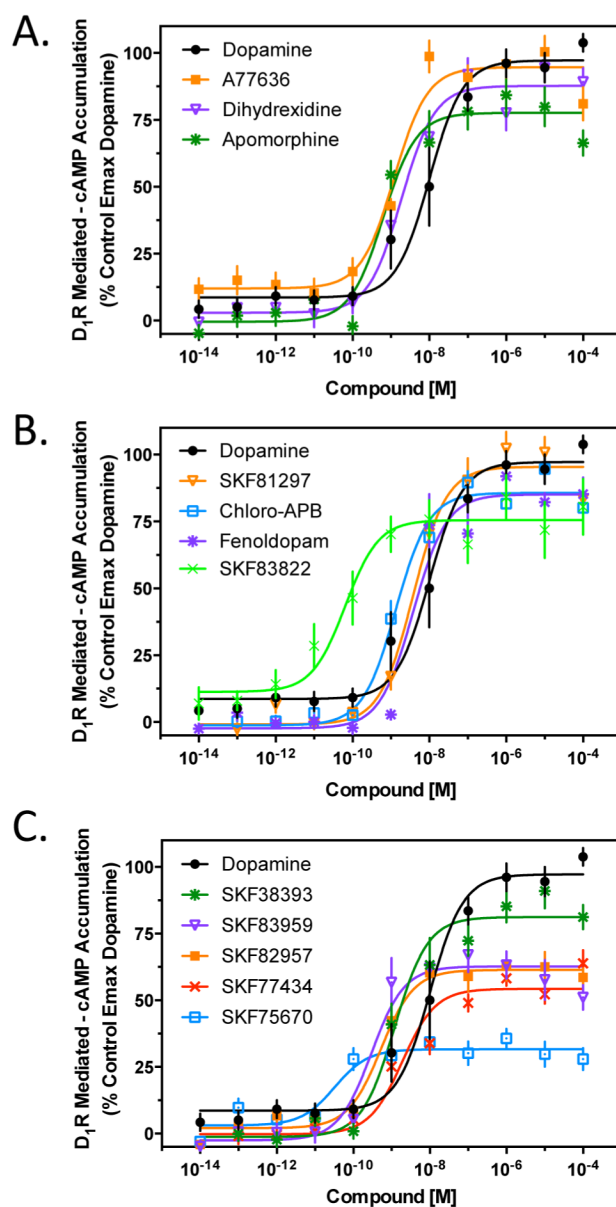 A.
D₁R Mediated - cAMP Accumulation
(% Control Emax Dopamine)
100
75
50
25
0
Dopamine
A77636
Dihydrexidine
Apomorphine
10⁻¹⁴ 10⁻¹² 10⁻¹⁰ 10⁻⁸ 10⁻⁶ 10⁻⁴
Compound [M]
B.
D₁R Mediated - cAMP Accumulation
(% Control Emax Dopamine)
100
75
50
25
0
Dopamine
SKF81297
Chloro-APB
Fenoldopam
SKF83822
10⁻¹⁴ 10⁻¹² 10⁻¹⁰ 10⁻⁸ 10⁻⁶ 10⁻⁴
Compound [M]
C.
D₁R Mediated - cAMP Accumulation
(% Control Emax Dopamine)
100
75
50
25
0
Dopamine
SKF38393
SKF83959
SKF82957
SKF77434
SKF75670
10⁻¹⁴ 10⁻¹² 10⁻¹⁰ 10⁻⁸ 10⁻⁶ 10⁻⁴
Compound [M]